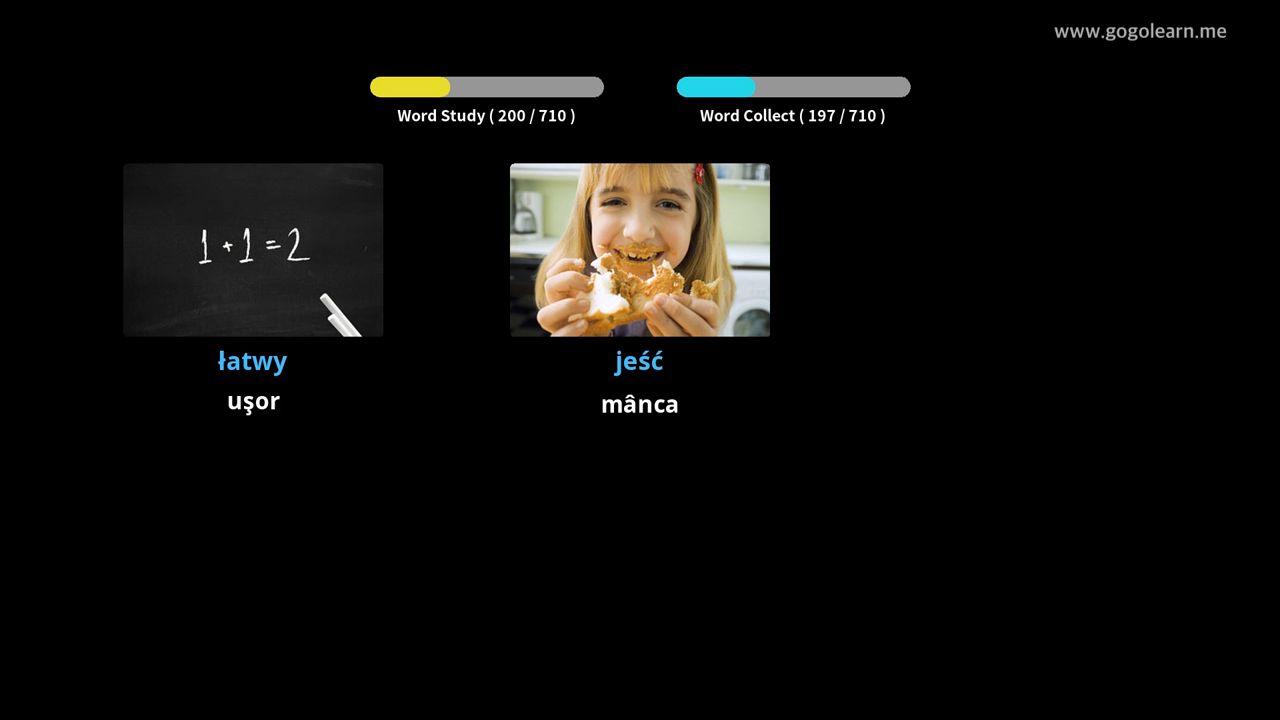 www.gogolearn.me
Word Study ( 200 / 710 )
Word Collect ( 197 / 710 )
1 + 1 = 2
łatwy
uşor
jeść
mânca